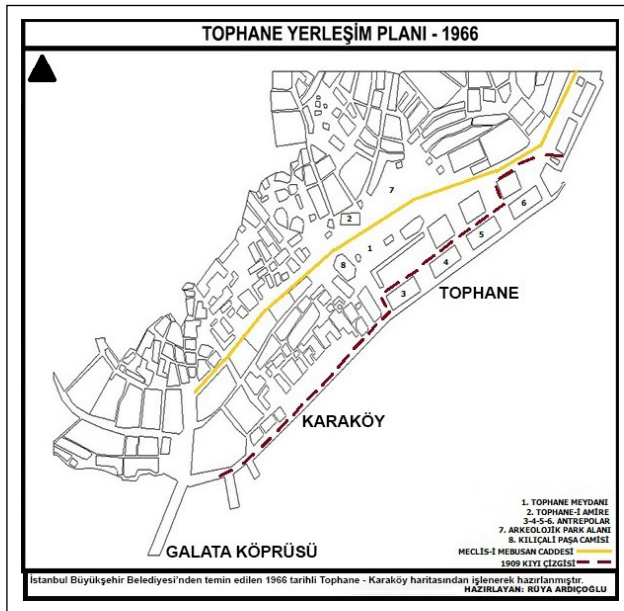 TOPHANE YERLEŞİM PLANI - 1966
7
2
1
8
6
5
4
3
TOPHANE
KARAKÖY
GALATA KÖPRÜSÜ
1. TOPHANE MEYDANI
2. TOPHANE-İ AMİRE
3-4-5-6. ANTREPOLAR
7. ARKEOLOJİK PARK ALANI
8. KILIÇALİ PAŞA CAMİSİ
MECLİS-İ MEBUSAN CADDESİ
1909 KIYI ÇİZGİSİ
İstanbul Büyükşehir Belediyesi'nden temin edilen 1966 tarihli Tophane - Karaköy haritasından işlenerek hazırlanmıştır.
HAZIRLAYAN: RÜYA ARDIÇOĞLU